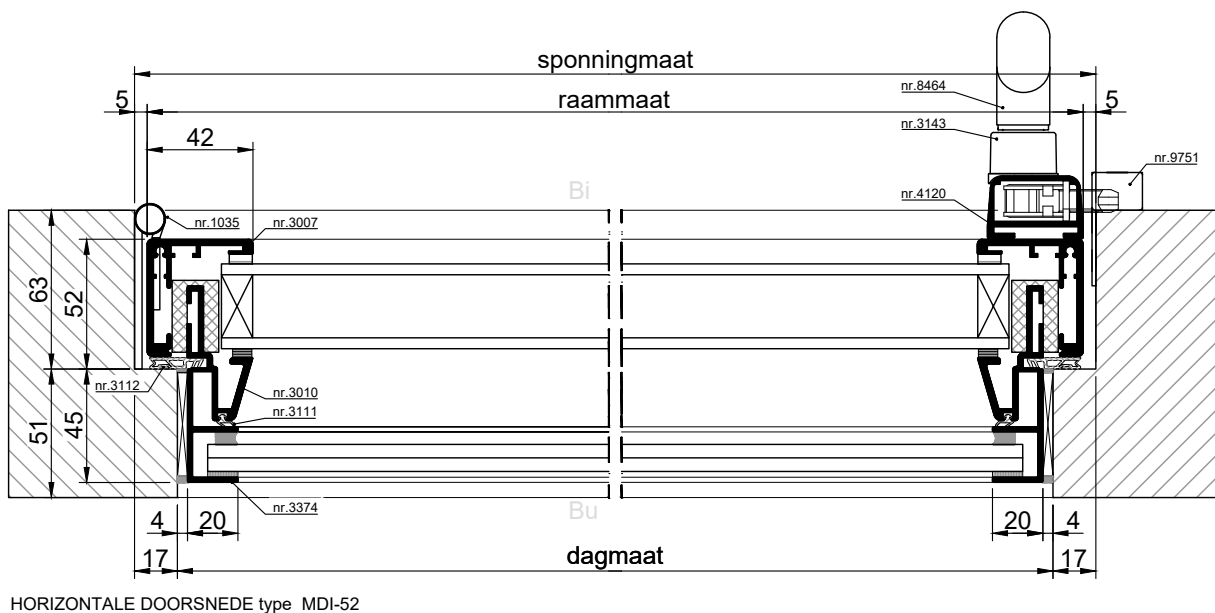 sponningmaat
5 raammaat 5
42
nr.8464
nr.3143
nr.9751
nr.4120
Bi
nr.1035
nr.3007
63
52
nr.3112
nr.3010
nr.3111
51
45
nr.3374
Bu
4 20 20 4
17 dagmaat 17
HORIZONTALE DOORSNEDE type MDI-52